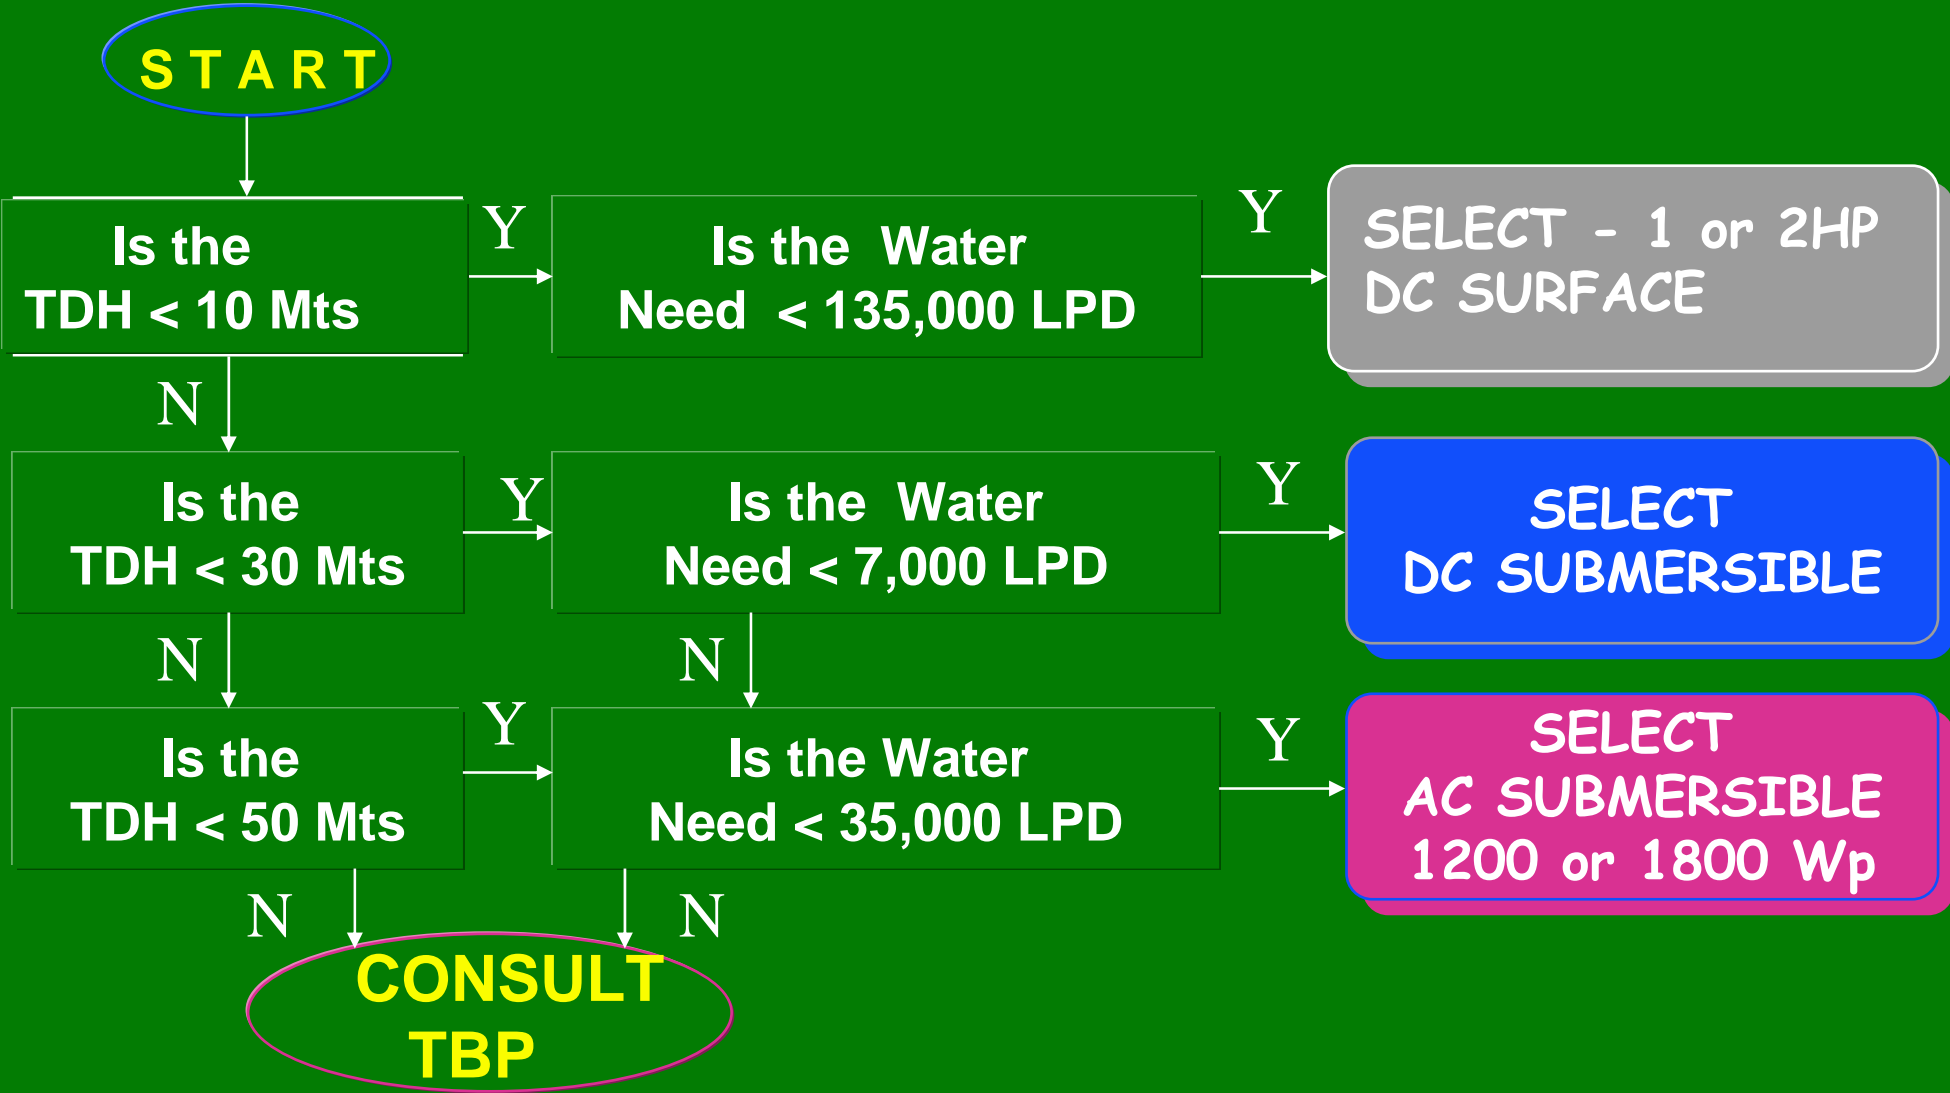 S T A R T
Is the
TDH < 10 Mts
Y
Is the Water
Need < 135,000 LPD
Y
SELECT - 1 or 2HP
DC SURFACE
N
Is the
TDH < 30 Mts
Y
Is the Water
Need < 7,000 LPD
Y
SELECT
DC SUBMERSIBLE
N
N
Is the
TDH < 50 Mts
Y
Is the Water
Need < 35,000 LPD
Y
SELECT
AC SUBMERSIBLE
1200 or 1800 Wp
N
N
CONSULT
TBP